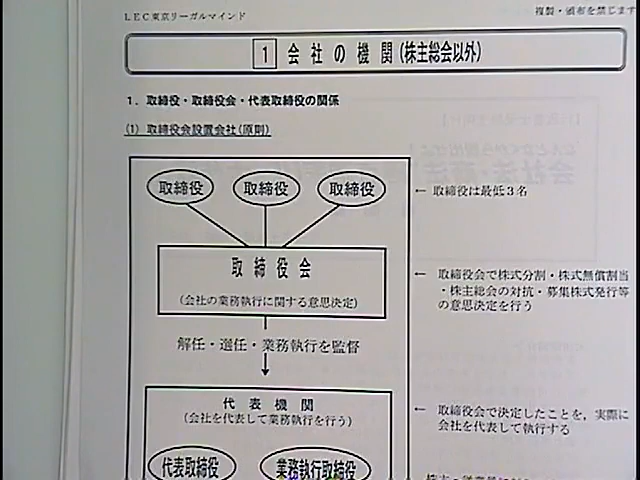 LEC東京リーガルマインド
複製・頒布を禁じます
1 会社の機関(株主総会以外)
1．取締役・取締役会・代表取締役の関係
(1) 取締役会設置会社(原則)
取締役 取締役 取締役
← 取締役は最低3名
取締役会
(会社の業務執行に関する意思決定)
← 取締役会で株式分割・株式無償割当
・株主総会の対抗・募集株式発行等
の意思決定を行う
解任・選任・業務執行を監督
代表機関
(会社を代表して業務執行を行う)
← 取締役会で決定したことを，実際に
会社を代表して執行する
代表取締役 業務執行取締役